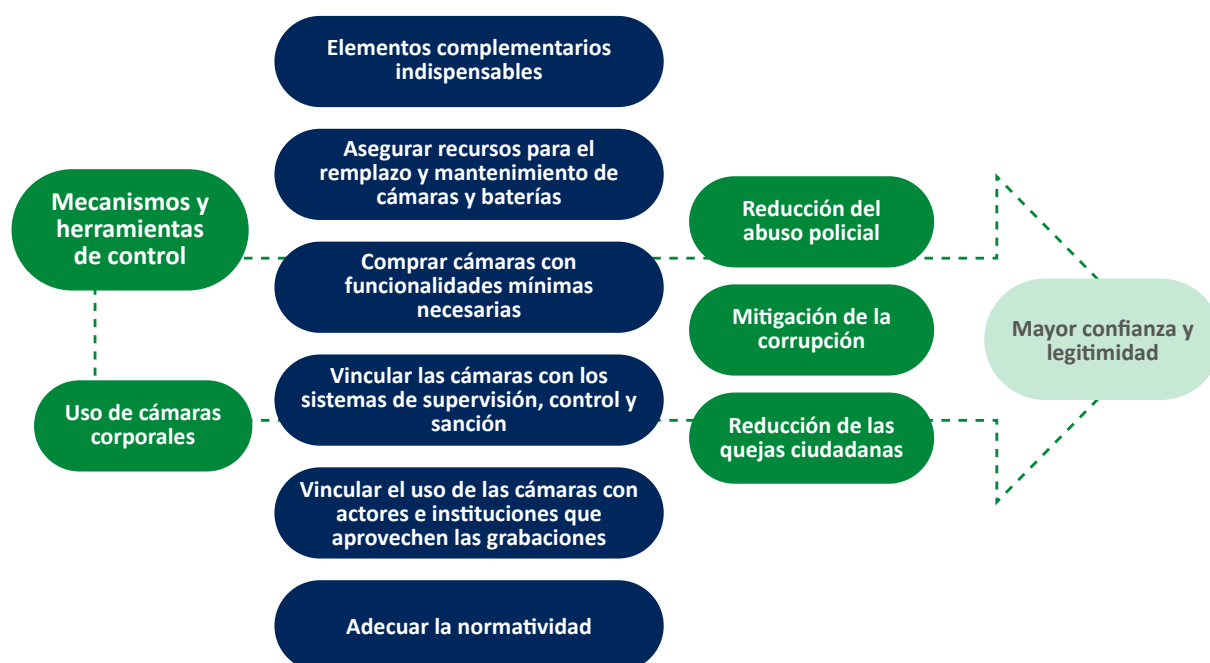 Mecanismos y
herramientas
de control
Uso de cámaras
corporales
Elementos complementarios
indispensables
Asegurar recursos para el
remplazo y mantenimiento de
cámaras y baterías
Comprar cámaras con
funcionalidades mínimas
necesarias
Vincular las cámaras con los
sistemas de supervisión, control y
sanción
Vincular el uso de las cámaras con
actores e instituciones que
aprovechen las grabaciones
Adecuar la normatividad
Reducción del
abuso policial
Mitigación de la
corrupción
Reducción de las
quejas ciudadanas
Mayor confianza y
legitimidad